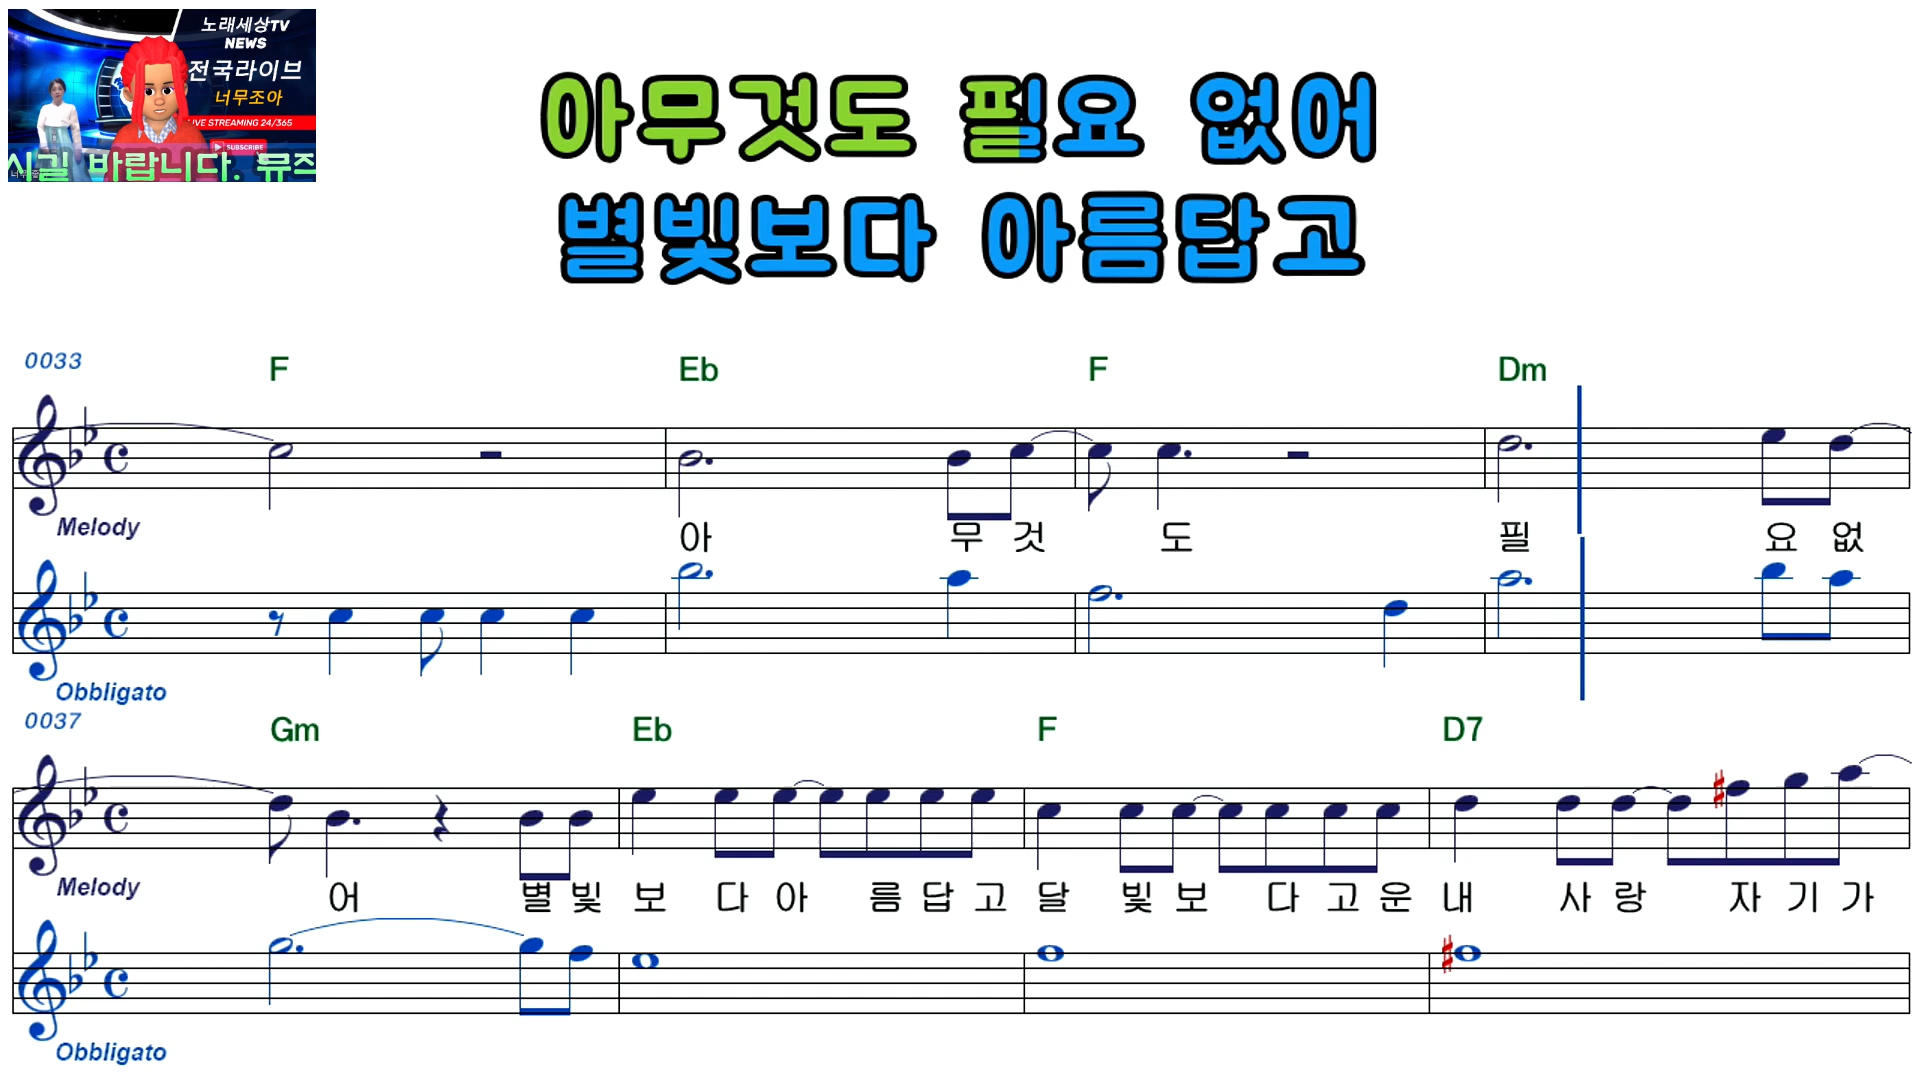 노래세상TV
NEWS
전국라이브
너무조아
LIVE STREAMING 24/365
SUBSCRIBE
시길 바랍니다. 뮤즈
아무것도 필요 없어
별빛보다 아름답고
0033
F Eb F Dm
Melody
아 무 것 도 필 요 없
Obbligato
0037
Gm Eb F D7
Melody
어 별 빛 보 다 아 름 답 고 달 빛 보 다 고 운 내 사 랑 자 기 가
Obbligato